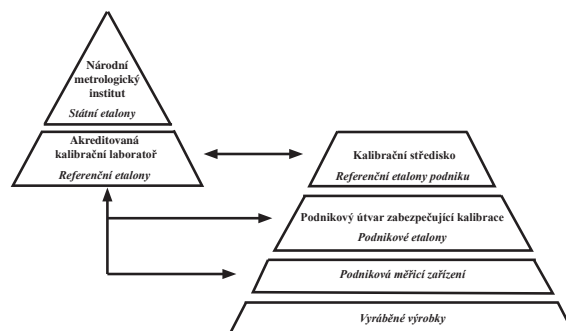 Národní
metrologický
institut
Státní etalony
Akreditovaná
kalibrační laboratoř
Referenční etalony
Kalibrační středisko
Referenční etalony podniku
Podnikový útvar zabezpečující kalibrace
Podnikové etalony
Podniková měřicí zařízení
Vyráběné výrobky